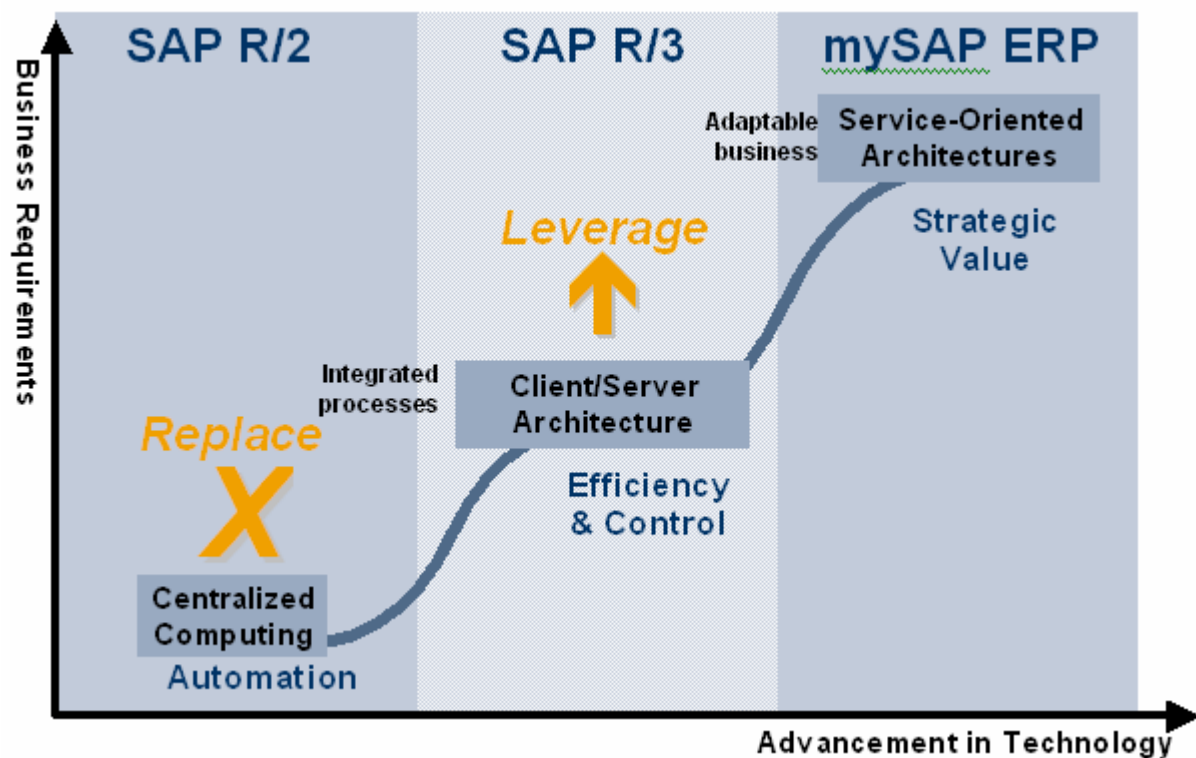 SAP R/2
SAP R/3
mySAP ERP
Business Requirements
Adaptable
business
Service-Oriented
Architectures
Strategic
Value
Leverage
Integrated
processes
Client/Server
Architecture
Efficiency
& Control
Replace
X
Centralized
Computing
Automation
Advancement in Technology